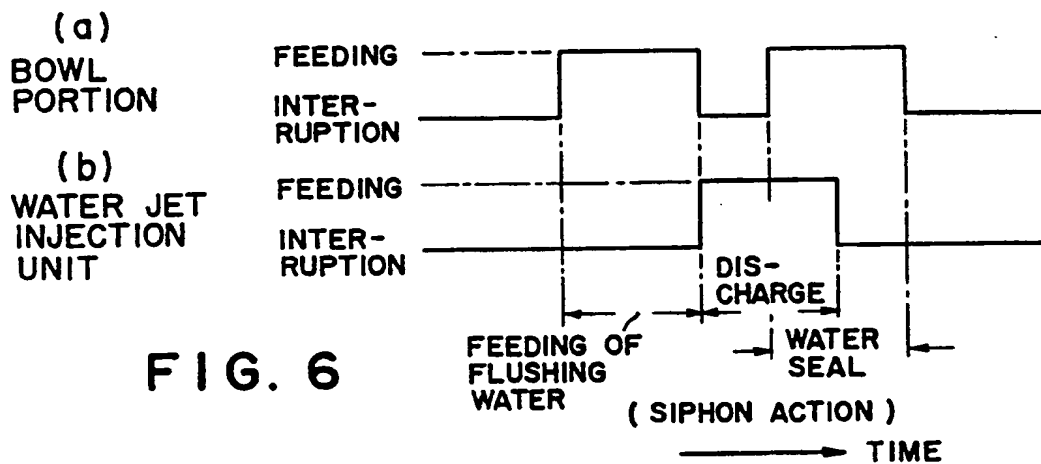 (a)
BOWL
PORTION
FEEDING
INTER-
RUPTION
(b)
WATER JET
INJECTION
UNIT
FEEDING
INTER-
RUPTION
DIS-
CHARGE
FEEDING OF
FLUSHING
WATER
WATER
SEAL
FIG. 6
( SIPHON ACTION )
TIME